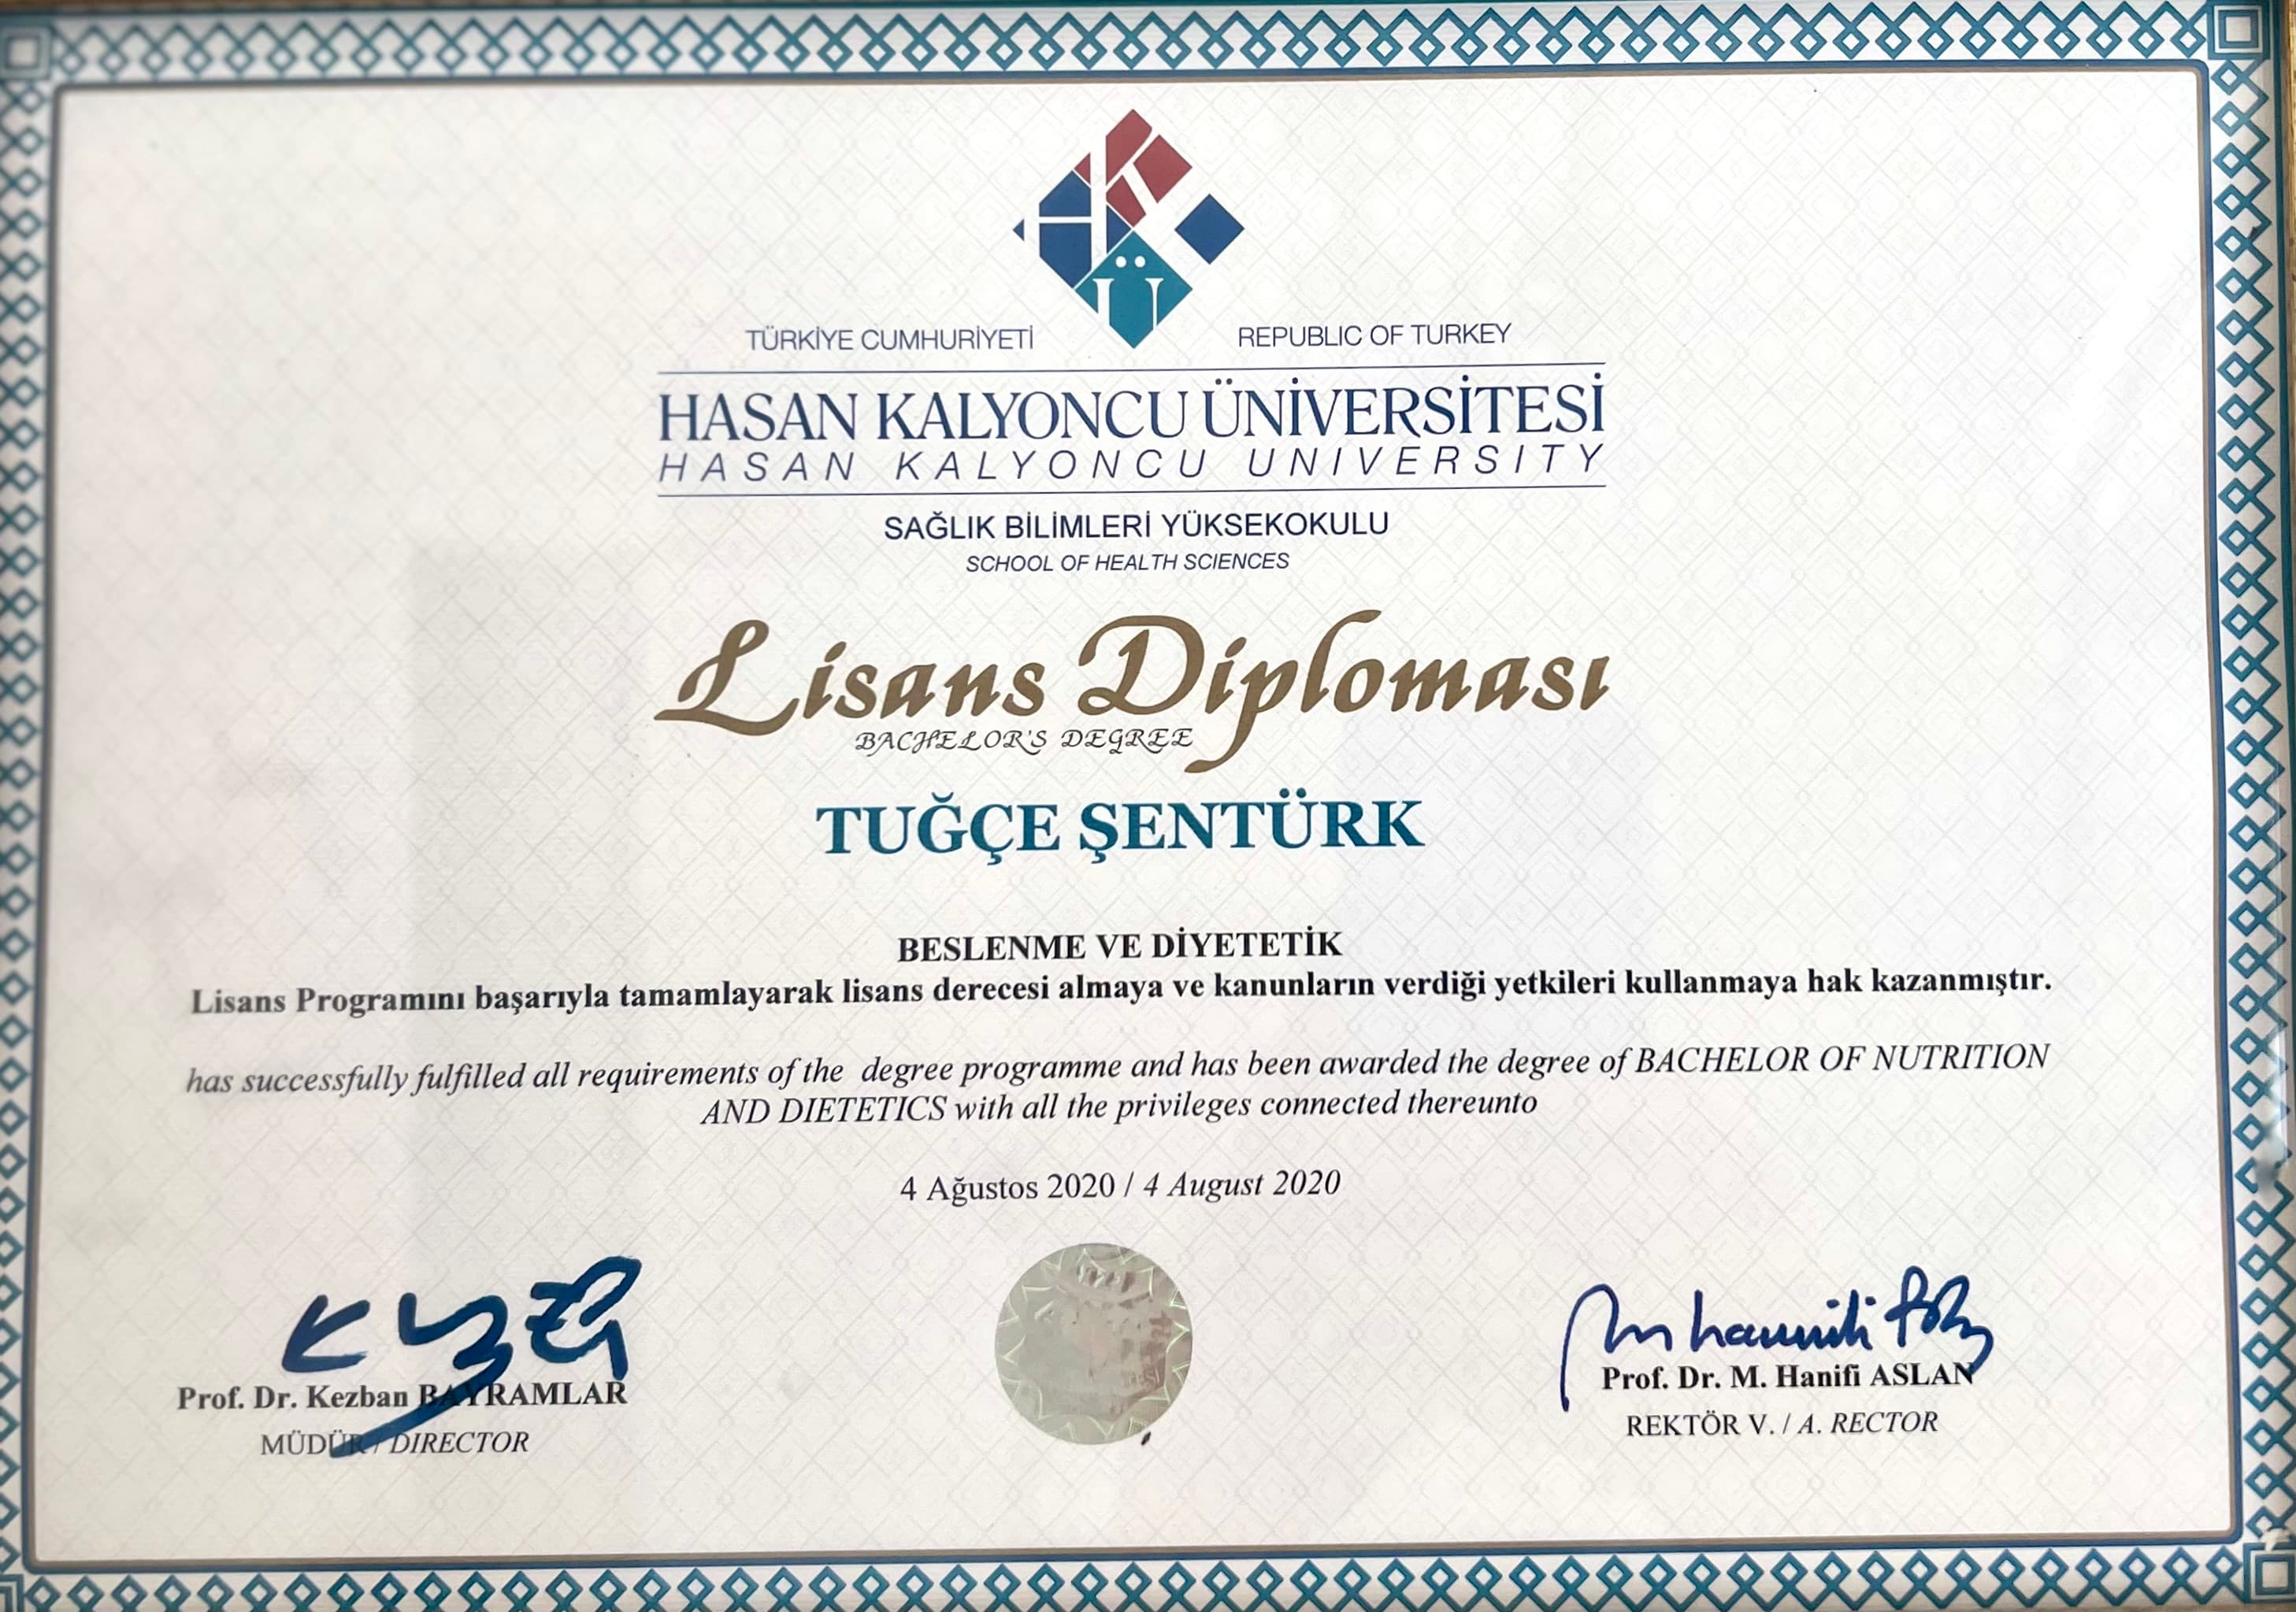 HKÜ
TÜRKİYE CUMHURİYETİ
REPUBLIC OF TURKEY
HASAN KALYONCU ÜNİVERSİTESİ
HASAN KALYONCU UNIVERSITY
SAĞLIK BİLİMLERİ YÜKSEKOKULU
SCHOOL OF HEALTH SCIENCES
Lisans Diploması
BACHELOR'S DEGREE
TUĞÇE ŞENTÜRK
BESLENME VE DİYETETİK
Lisans Programını başarıyla tamamlayarak lisans derecesi almaya ve kanunların verdiği yetkileri kullanmaya hak kazanmıştır.
has successfully fulfilled all requirements of the degree programme and has been awarded the degree of BACHELOR OF NUTRITION
AND DIETETICS with all the privileges connected thereunto
4 Ağustos 2020 / 4 August 2020
Prof. Dr. Kezban BAYRAMLAR
MÜDÜR / DIRECTOR
Prof. Dr. M. Hanifi ASLAN
REKTÖR V. / A. RECTOR